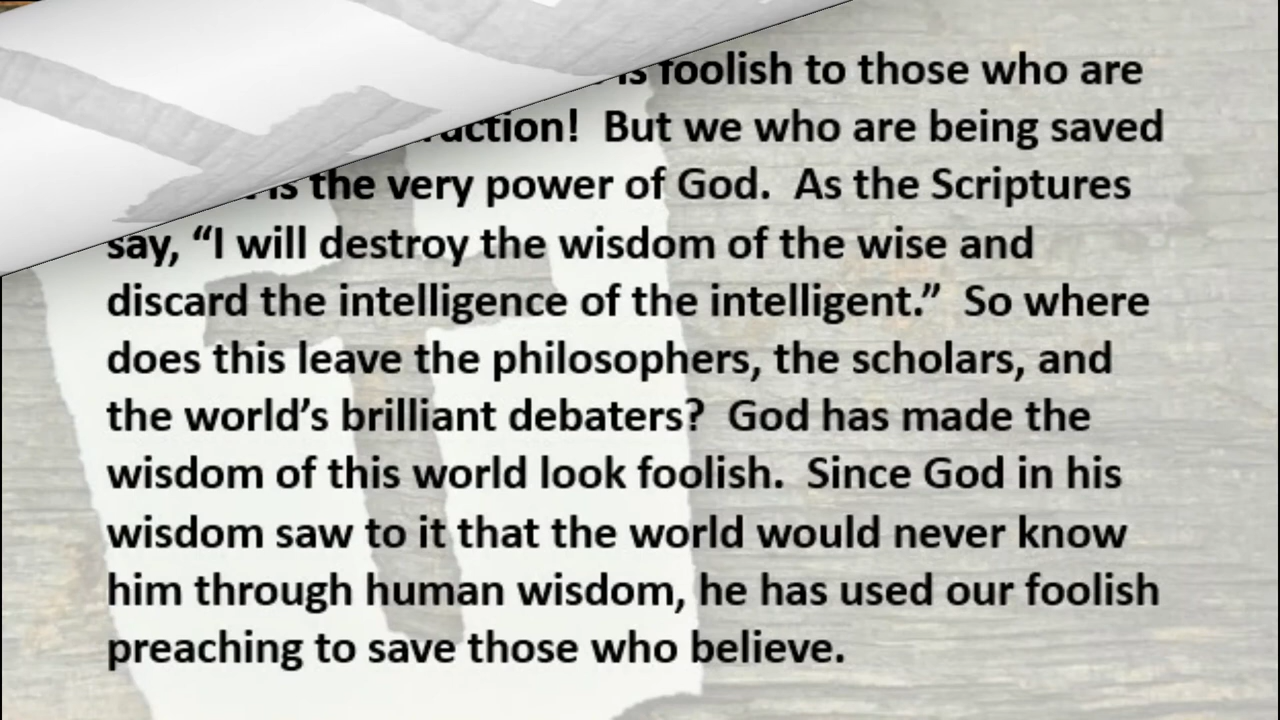 is foolish to those who are
But we who are being saved
is the very power of God. As the Scriptures
say, “I will destroy the wisdom of the wise and
discard the intelligence of the intelligent.” So where
does this leave the philosophers, the scholars, and
the world’s brilliant debaters? God has made the
wisdom of this world look foolish. Since God in his
wisdom saw to it that the world would never know
him through human wisdom, he has used our foolish
preaching to save those who believe.